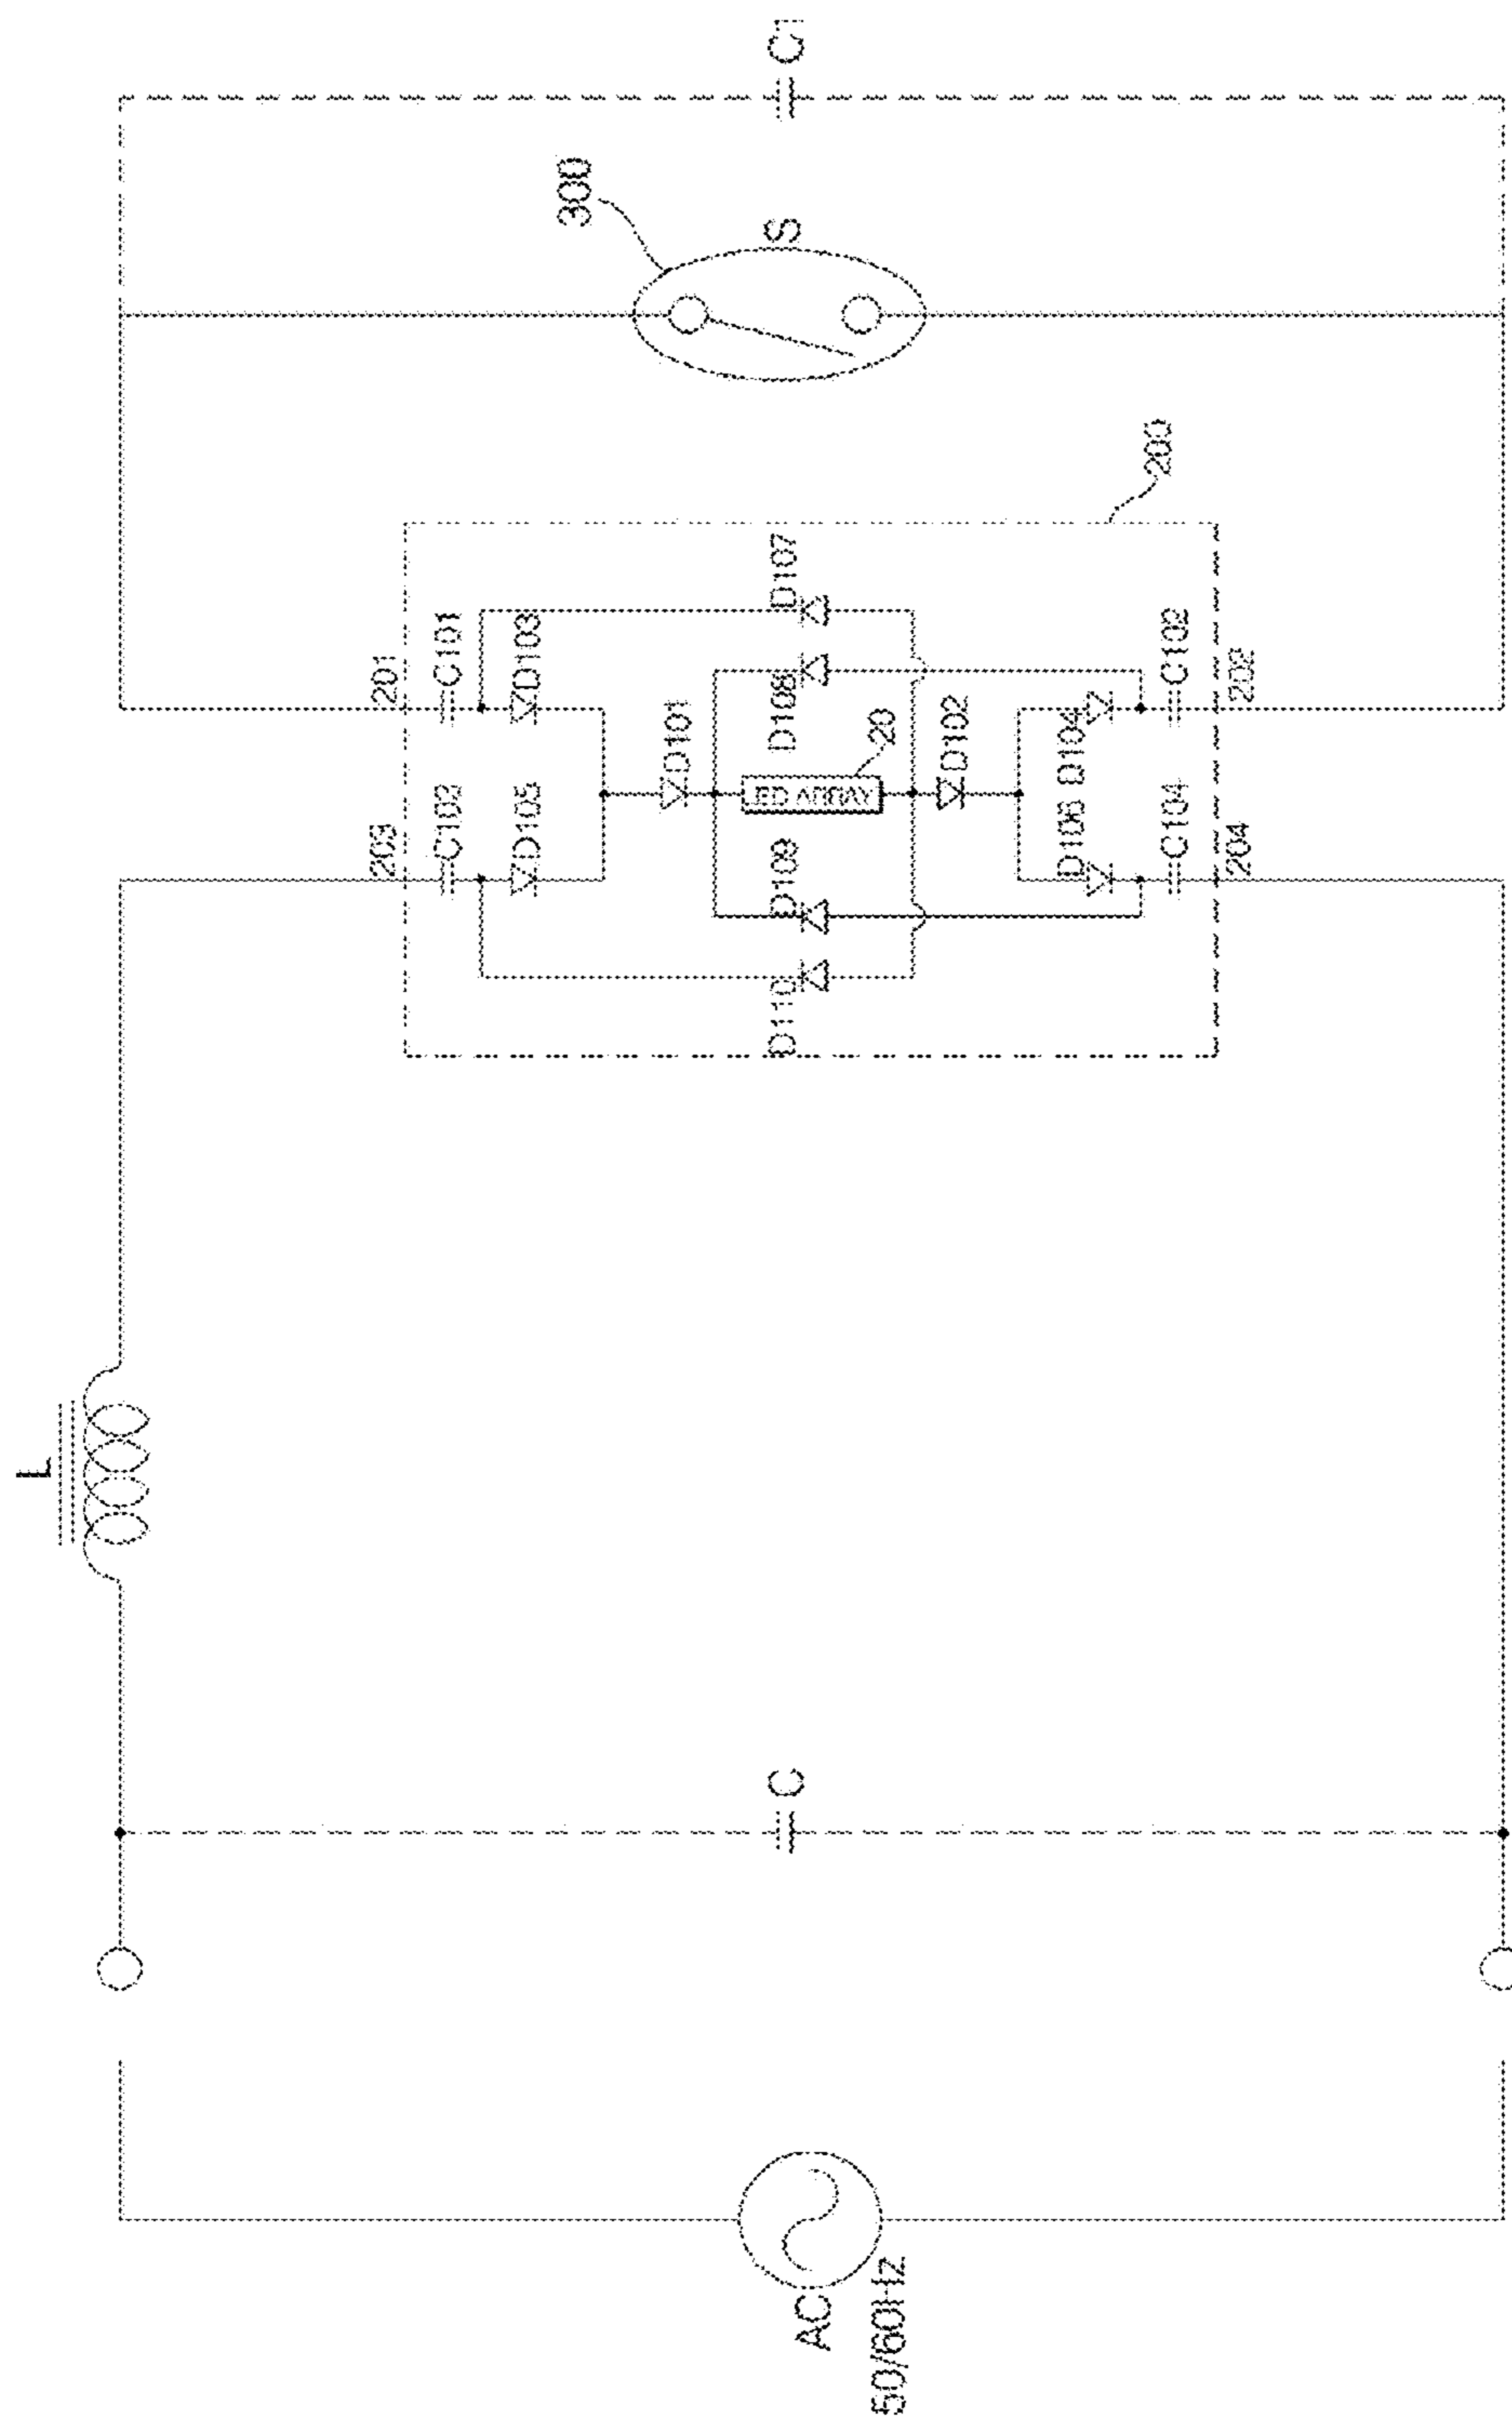 L
203
201
C103
C101
D105
D103
300
D101
D110
D109
D108
D107
C
S
C1
AC
LED ARRAY
20
50/60Hz
D102
D106
D104
200
C104
C102
204
202